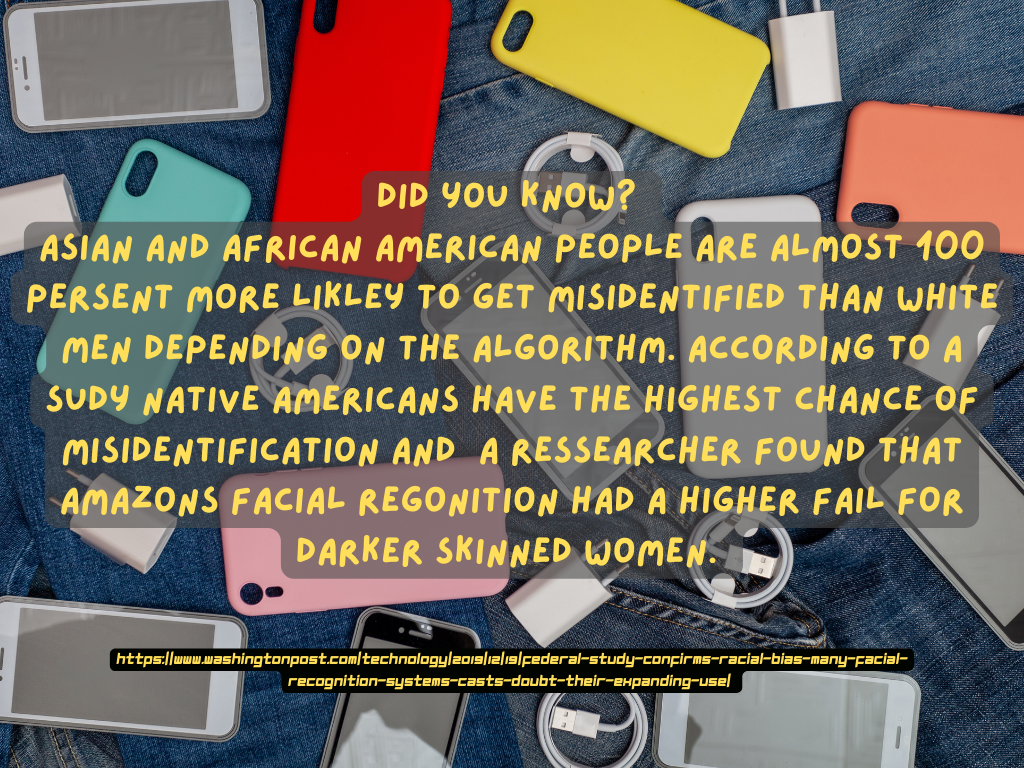 DID YOU KNOW?
ASIAN AND AFRICAN AMERICAN PEOPLE ARE ALMOST 100
PERSENT MORE LIKLEY TO GET MISIDENTIFIED THAN WHITE
MEN DEPENDING ON THE ALGORITHM. ACCORDING TO A
SUDY NATIVE AMERICANS HAVE THE HIGHEST CHANCE OF
MISIDENTIFICATION AND A RESSEARCHER FOUND THAT
AMAZONS FACIAL REGONITION HAD A HIGHER FAIL FOR
DARKER SKINNED WOMEN.
https://www.washingtonpost.com/technology/2019/12/19/federal-study-confirms-racial-bias-many-facial-
recognition-systems-casts-doubt-their-expanding-use/